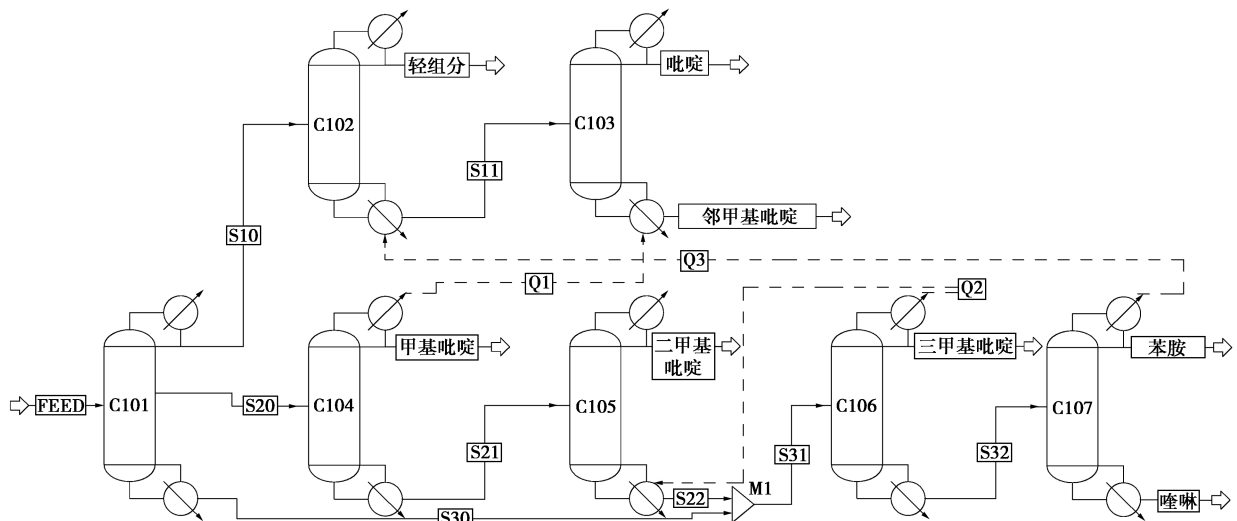 轻组分
吡啶
C102
C103
S11
邻甲基吡啶
S10
Q3
Q1
Q2
甲基吡啶
二甲基
吡啶
三甲基吡啶
苯胺
FEED
C101
S20
C104
C105
C106
C107
S21
S31
S32
S22
M1
喹啉
S30